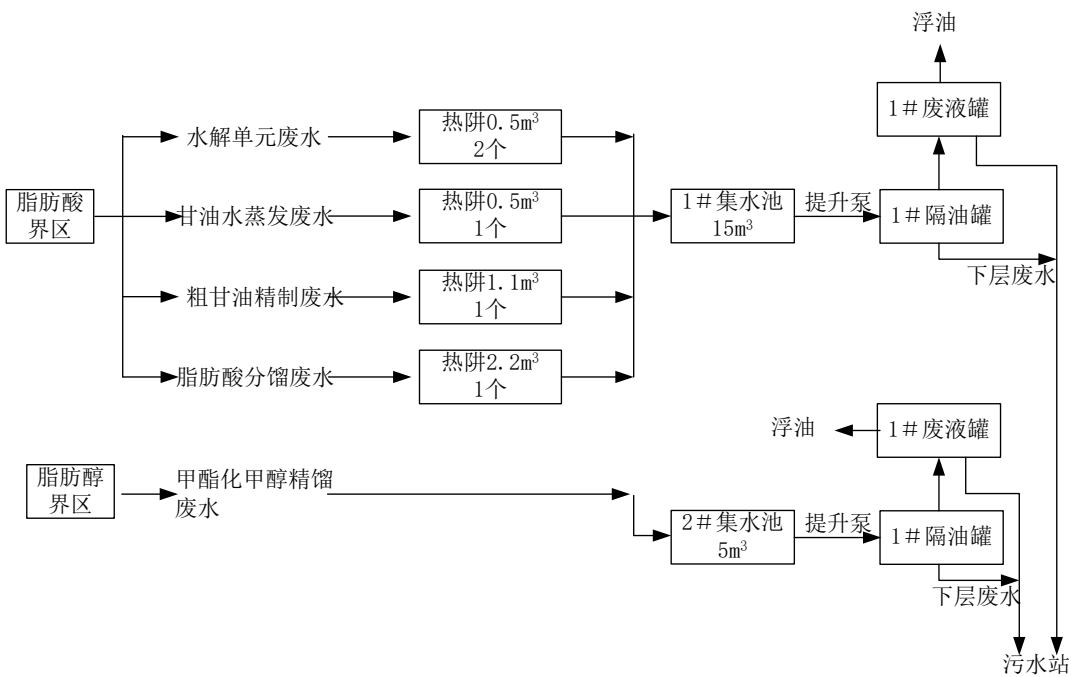 浮油
1#废液罐
水解单元废水
热阱0.5m³
2个
脂肪酸
界区
甘油水蒸发废水
热阱0.5m³
1个
1#集水池
15m³
提升泵
1#隔油罐
下层废水
粗甘油精制废水
热阱1.1m³
1个
脂肪酸分馏废水
热阱2.2m³
1个
浮油
1#废液罐
脂肪醇
界区
甲酯化甲醇精馏
废水
2#集水池
5m³
提升泵
1#隔油罐
下层废水
污水站